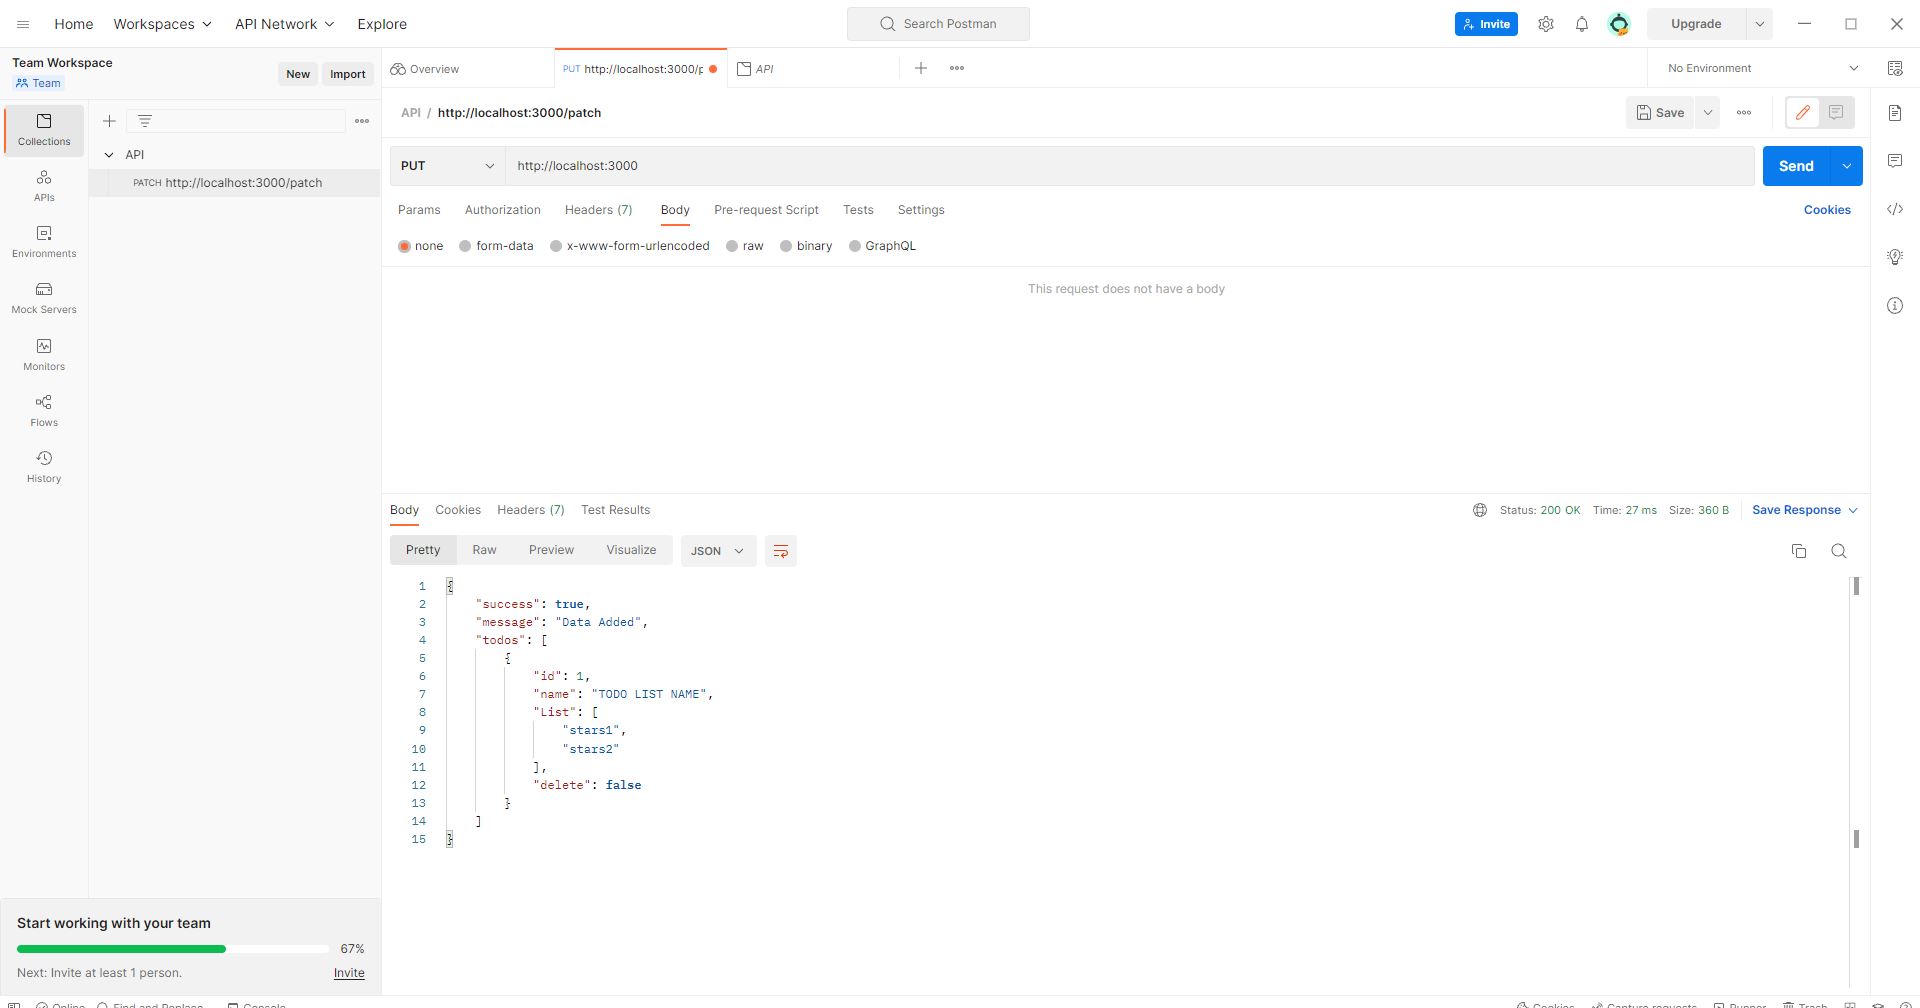 Home Workspaces API Network Explore Search Postman Invite Upgrade
Team Workspace
Team
New Import
Overview PUT http://localhost:3000/p API No Environment
API / http://localhost:3000/patch Save
Collections
APIs
Environments
Mock Servers
Monitors
Flows
History
API
PATCH http://localhost:3000/patch
PUT http://localhost:3000 Send
Params Authorization Headers (7) Body Pre-request Script Tests Settings Cookies
none form-data x-www-form-urlencoded raw binary GraphQL
This request does not have a body
Body Cookies Headers (7) Test Results Status: 200 OK Time: 27 ms Size: 360 B Save Response
Pretty Raw Preview Visualize JSON
1 {
2 "success": true,
3 "message": "Data Added",
4 "todos": [
5 {
6 "id": 1,
7 "name": "TODO LIST NAME",
8 "List": [
9 "stars1",
10 "stars2"
11 ],
12 "delete": false
13 }
14 ]
15 }
Start working with your team
67%
Next: Invite at least 1 person. Invite
Online Find and Replace Console Cookies Capture requests Runner Trash